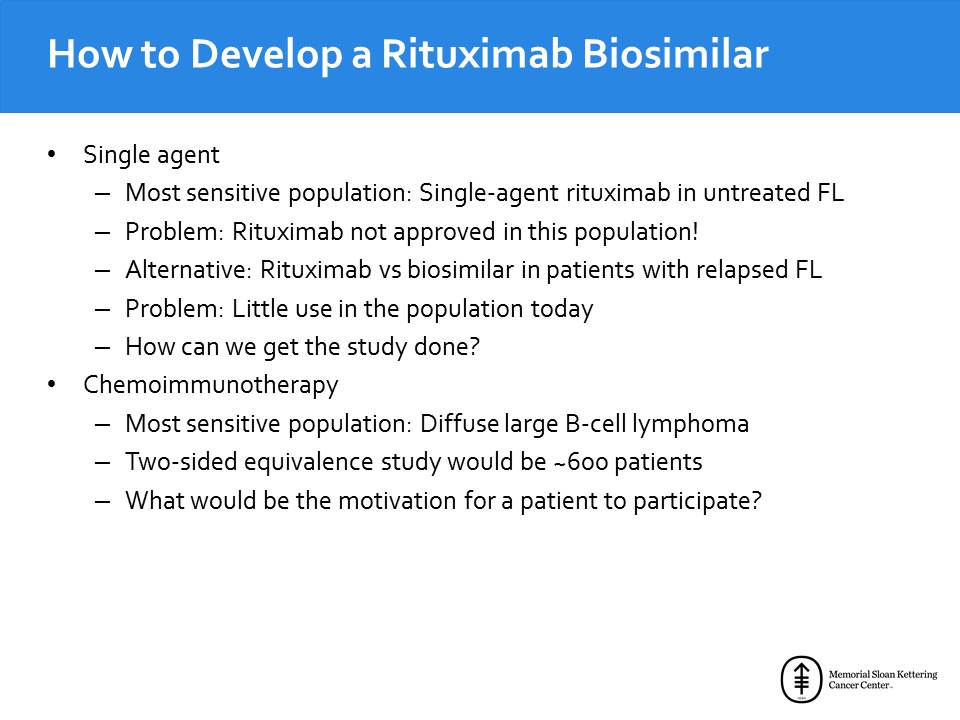 How to Develop a Rituximab Biosimilar
• Single agent
– Most sensitive population: Single-agent rituximab in untreated FL
– Problem: Rituximab not approved in this population!
– Alternative: Rituximab vs biosimilar in patients with relapsed FL
– Problem: Little use in the population today
– How can we get the study done?
• Chemoimmunotherapy
– Most sensitive population: Diffuse large B-cell lymphoma
– Two-sided equivalence study would be ~600 patients
– What would be the motivation for a patient to participate?
Memorial Sloan Kettering
Cancer Center